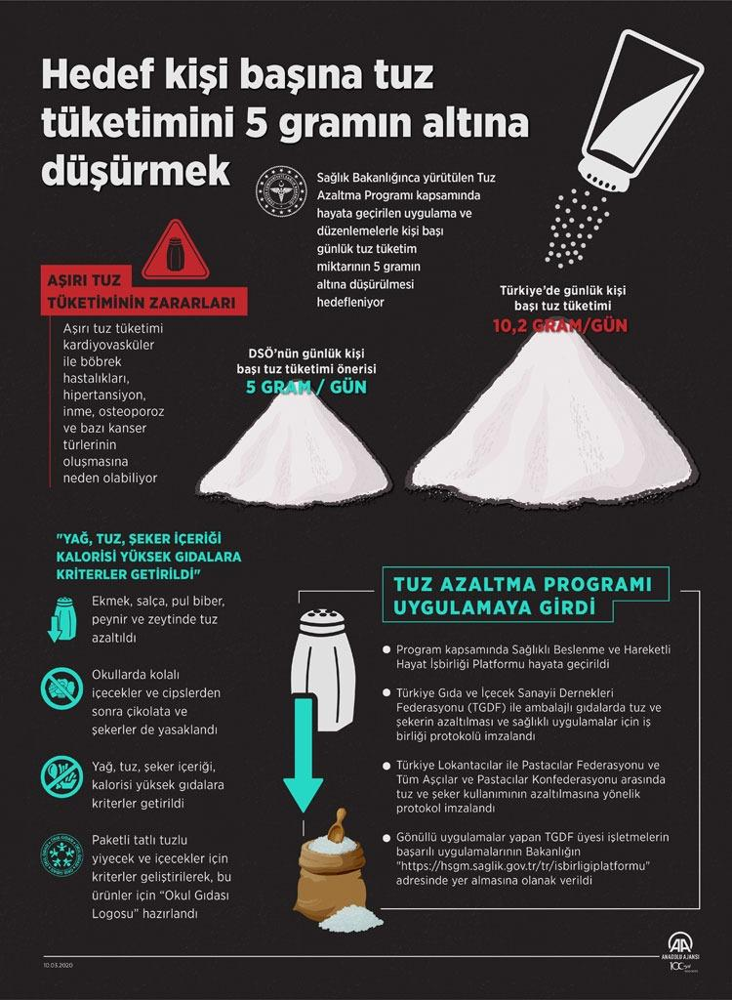 Hedef kişi başına tuz
tüketimini 5 gramın altına
düşürmek
Sağlık Bakanlığınca yürütülen Tuz
Azaltma Programı kapsamında
hayata geçirilen uygulama ve
düzenlemelerle kişi başı
günlük tuz tüketim
miktarının 5 gramın
altına düşürülmesi
hedefleniyor
AŞIRI TUZ
TÜKETİMİNİN ZARARLARI
Aşırı tuz tüketimi
kardiyovasküler
ile böbrek
hastalıkları,
hipertansiyon,
inme, osteoporoz
ve bazı kanser
türlerinin
oluşmasına
neden olabiliyor
DSÖ'nün günlük kişi
başı tuz tüketimi önerisi
5 GRAM / GÜN
Türkiye'de günlük kişi
başı tuz tüketimi
10,2 GRAM/GÜN
"YAĞ, TUZ, ŞEKER İÇERİĞİ
KALORİSİ YÜKSEK GIDALARA
KRİTERLER GETİRİLDİ"
Ekmek, salça, pul biber,
peynir ve zeytinde tuz
azaltıldı
Okullarda kolalı
içecekler ve cipslerden
sonra çikolata ve
şekerler de yasaklandı
Yağ, tuz, şeker içeriği,
kalorisi yüksek gıdalara
kriterler getirildi
Paketli tatlı tuzlu
yiyecek ve içecekler için
kriterler geliştirilerek, bu
ürünler için “Okul Gıdası
Logosu” hazırlandı
TUZ AZALTMA PROGRAMI
UYGULAMAYA GİRDİ
Program kapsamında Sağlıklı Beslenme ve Hareketli
Hayat İşbirliği Platformu hayata geçirildi
Türkiye Gıda ve İçecek Sanayii Dernekleri
Federasyonu (TGDF) ile ambalajlı gıdalarda tuz ve
şekerin azaltılması ve sağlıklı uygulamalar için iş
birliği protokolü imzalandı
Türkiye Lokantacılar ile Pastacılar Federasyonu ve
Tüm Aşçılar ve Pastacılar Konfederasyonu arasında
tuz ve şeker kullanımının azaltılmasına yönelik
protokol imzalandı
Gönüllü uygulamalar yapan TGDF üyesi işletmelerin
başarılı uygulamalarının Bakanlığın
"https://hsgm.saglik.gov.tr/tr/isbirligiplatformu"
adresinde yer almasına olanak verildi
10.03.2020
AA
ANADOLU AJANSI
100. yıl